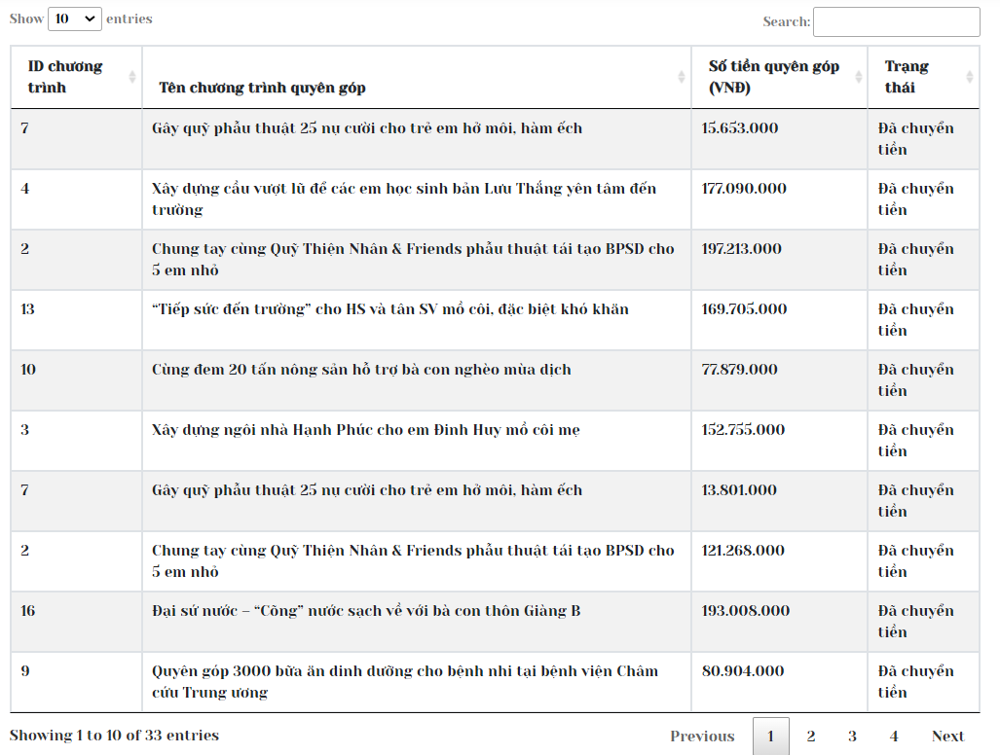 Show 10 entries
Search:
ID chương
trình
Tên chương trình quyên góp
Số tiền quyên góp
(VNĐ)
Trạng
thái
7
Gây quỹ phẫu thuật 25 nụ cười cho trẻ em hở môi, hàm ếch
15.653.000
Đã chuyển
tiền
4
Xây dựng cầu vượt lũ để các em học sinh bản Lưu Thắng yên tâm đến
trường
177.090.000
Đã chuyển
tiền
2
Chung tay cùng Quỹ Thiện Nhân & Friends phẫu thuật tái tạo BPSD cho
5 em nhỏ
197.213.000
Đã chuyển
tiền
13
“Tiếp sức đến trường” cho HS và tân SV mồ côi, đặc biệt khó khăn
169.705.000
Đã chuyển
tiền
10
Cùng đem 20 tấn nông sản hỗ trợ bà con nghèo mùa dịch
77.879.000
Đã chuyển
tiền
3
Xây dựng ngôi nhà Hạnh Phúc cho em Đinh Huy mồ côi mẹ
152.755.000
Đã chuyển
tiền
7
Gây quỹ phẫu thuật 25 nụ cười cho trẻ em hở môi, hàm ếch
13.801.000
Đã chuyển
tiền
2
Chung tay cùng Quỹ Thiện Nhân & Friends phẫu thuật tái tạo BPSD cho
5 em nhỏ
121.268.000
Đã chuyển
tiền
16
Đại sứ nước – “Cõng” nước sạch về với bà con thôn Giàng B
193.008.000
Đã chuyển
tiền
9
Quyên góp 3000 bữa ăn dinh dưỡng cho bệnh nhi tại bệnh viện Châm
cứu Trung ương
80.904.000
Đã chuyển
tiền
Showing 1 to 10 of 33 entries
Previous 1 2 3 4 Next